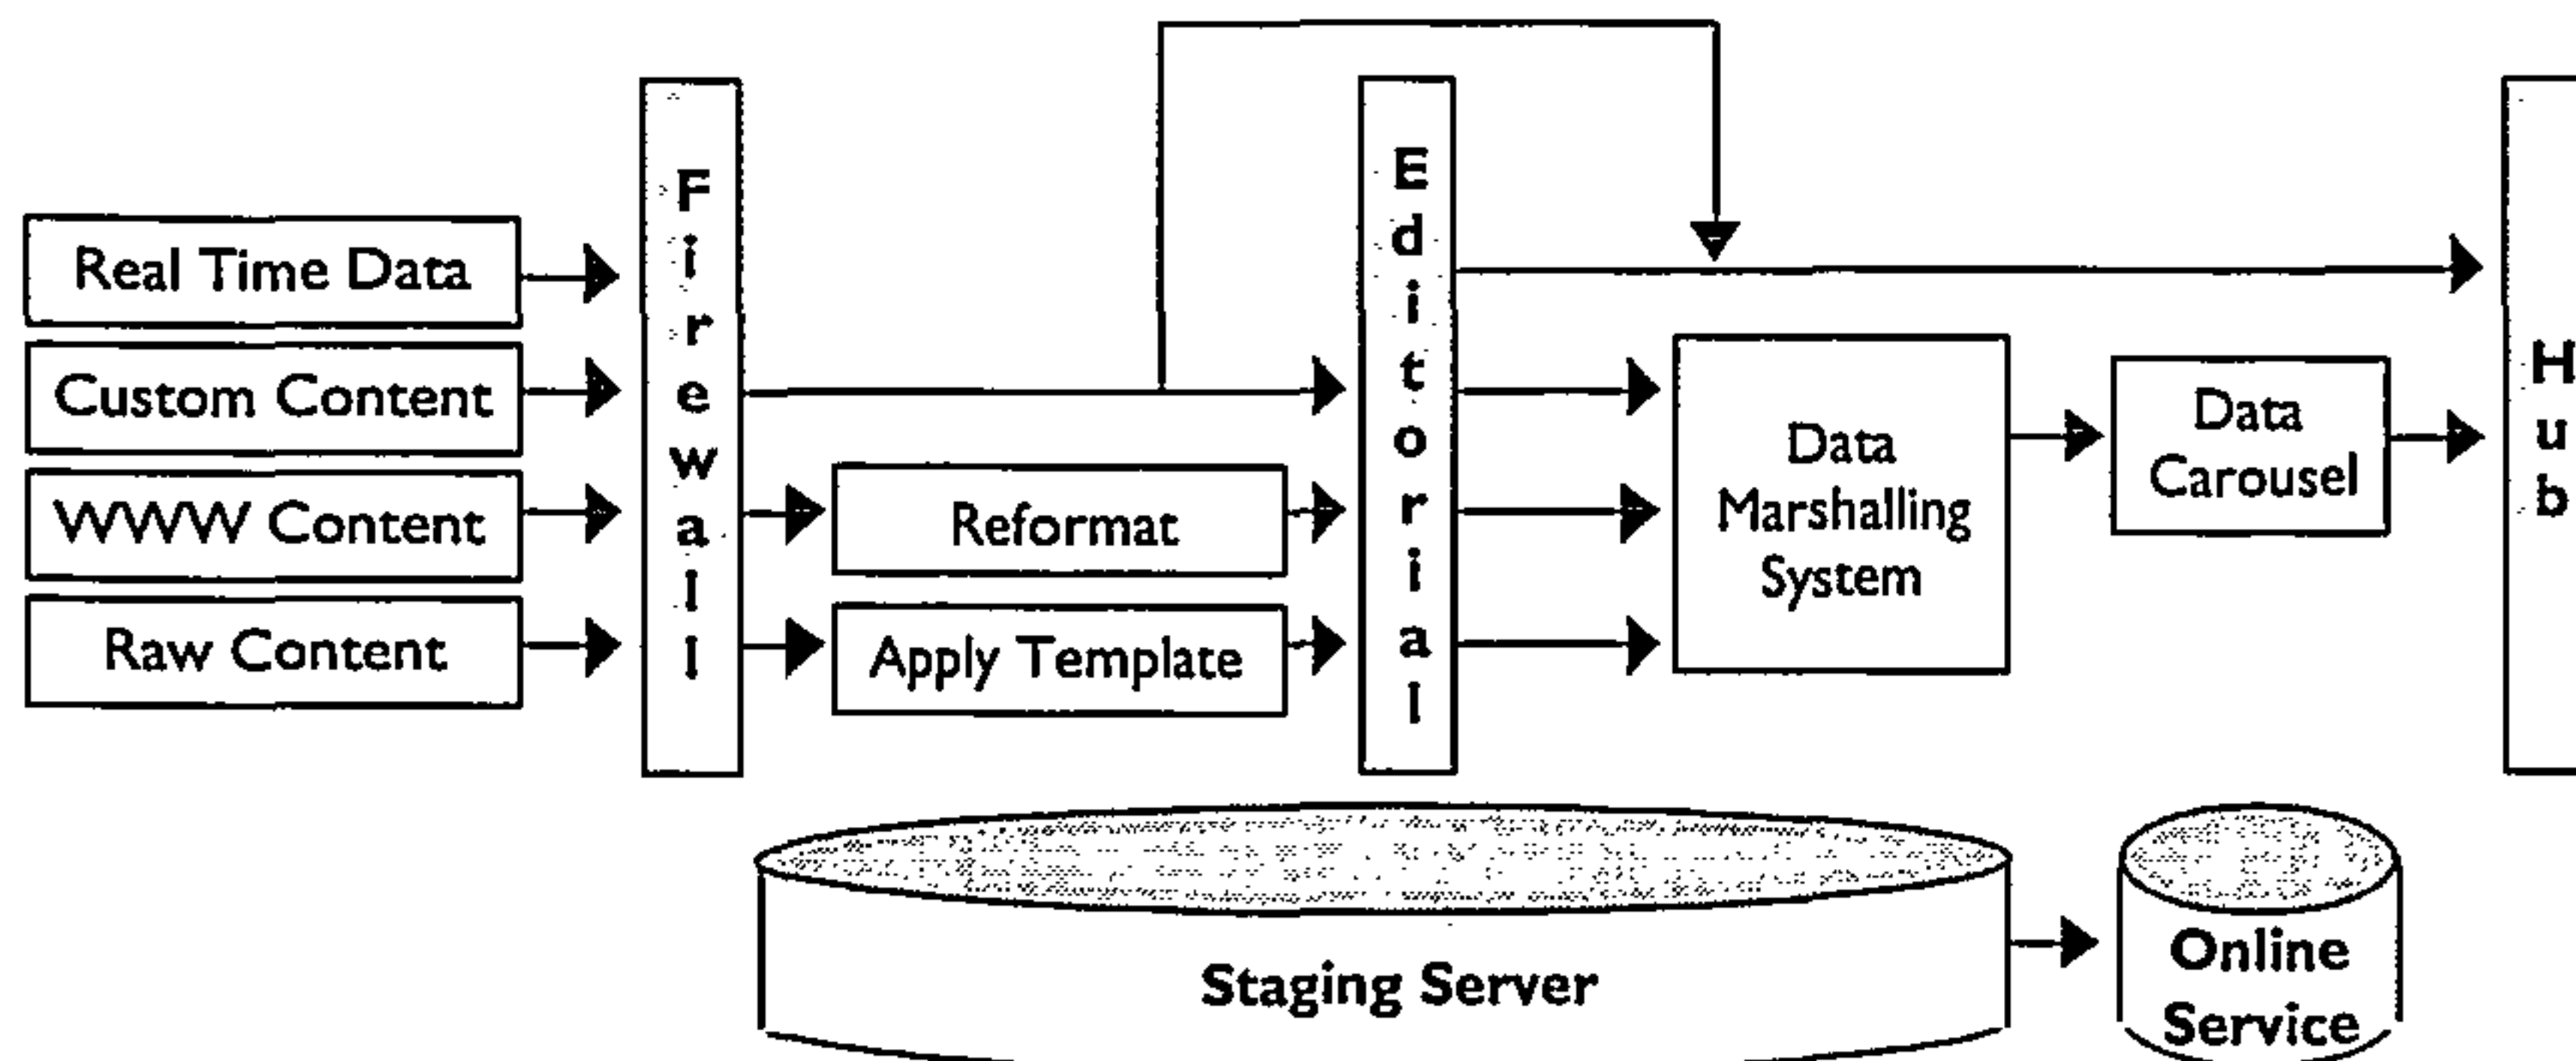 Real Time Data
Custom Content
WWW Content
Raw Content
Firewall
Reformat
Apply Template
Editorial
Data
Marshalling
System
Data
Carousel
Hub
Staging Server
Online
Service